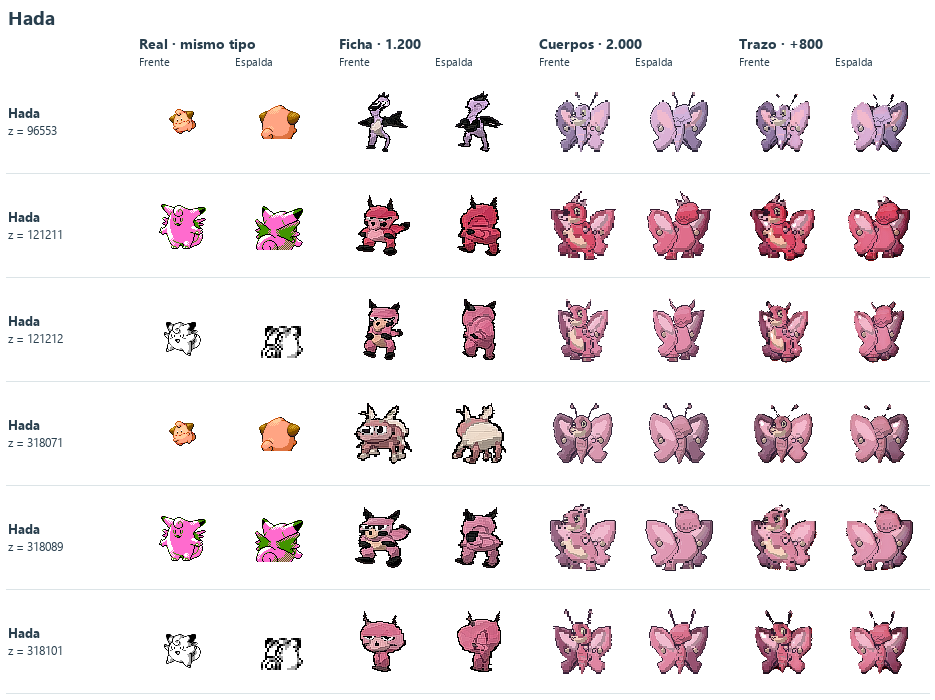 Hada
Real · mismo tipo
Ficha · 1.200
Cuerpos · 2.000
Trazo · +800
Frente
Espalda
Frente
Espalda
Frente
Espalda
Frente
Espalda
Hada
z = 96553
Hada
z = 121211
Hada
z = 121212
Hada
z = 318071
Hada
z = 318089
Hada
z = 318101